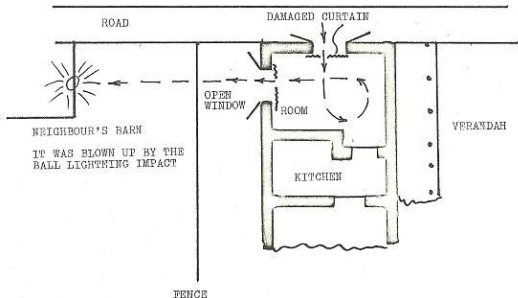 ROAD
DAMAGED CURTAIN
OPEN
WINDOW
ROOM
NEIGHBOUR'S BARN
IT WAS BLOWN UP BY THE
BALL LIGHTNING IMPACT
VERANDAH
KITCHEN
FENCE